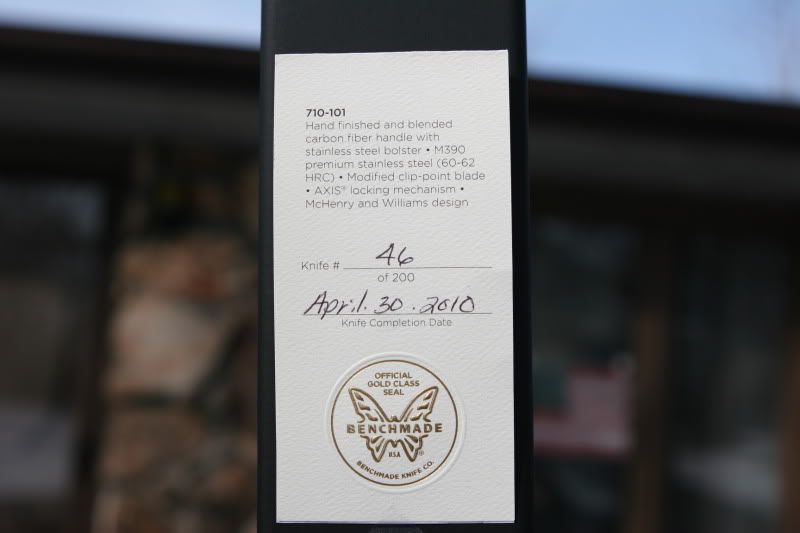 710-101
Hand finished and blended
carbon fiber handle with
stainless steel bolster • M390
premium stainless steel (60-62
HRC) • Modified clip-point blade
• AXIS® locking mechanism •
McHenry and Williams design
Knife # 46
of 200
April. 30. 2010
Knife Completion Date
OFFICIAL
GOLD CLASS
SEAL
BENCHMADE
USA ®
BENCHMADE KNIFE CO.